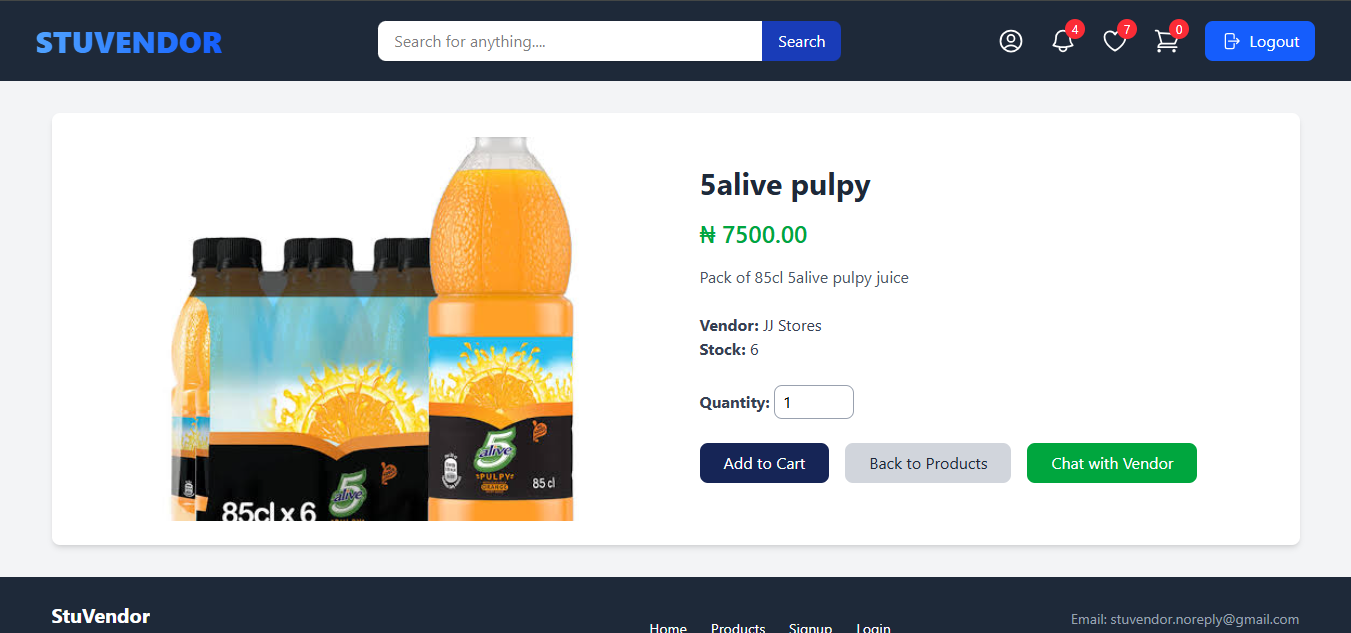 STUVENDOR
Search for anything....
Search
4
7
0
Logout
5alive pulpy
₦ 7500.00
Pack of 85cl 5alive pulpy juice
Vendor: JJ Stores
Stock: 6
Quantity: 1
Add to Cart
Back to Products
Chat with Vendor
5
alive
PULPY
ORANGE
85 cl
5
alive
85cl x 6
StuVendor
Home
Products
Signup
Login
Email: stuvendor.noreply@gmail.com